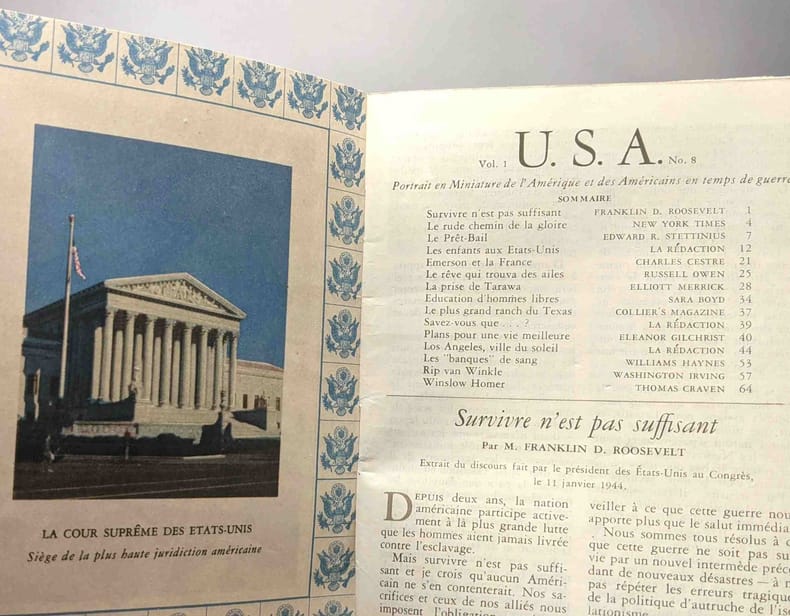 LA COUR SUPRÊME DES ETATS-UNIS
Siège de la plus haute juridiction américaine
Vol. 1 U. S. A. No. 8
Portrait en Miniature de l'Amérique et des Américains en temps de guerre
SOMMAIRE
Survivre n'est pas suffisant FRANKLIN D. ROOSEVELT 1
Le rude chemin de la gloire NEW YORK TIMES 4
Le Prêt-Bail EDWARD R. STETTINIUS 7
Les enfants aux Etats-Unis LA RÉDACTION 12
Emerson et la France CHARLES CESTRE 21
Le rêve qui trouva des ailes RUSSELL OWEN 25
La prise de Tarawa ELLIOTT MERRICK 28
Education d'hommes libres SARA BOYD 34
Le plus grand ranch du Texas COLLIER'S MAGAZINE 37
Savez-vous que . . . ? LA RÉDACTION 39
Plans pour une vie meilleure ELEANOR GILCHRIST 40
Los Angeles, ville du soleil LA RÉDACTION 44
Les "banques" de sang WILLIAMS HAYNES 53
Rip van Winkle WASHINGTON IRVING 57
Winslow Homer THOMAS CRAVEN 64
Survivre n'est pas suffisant
Par M. FRANKLIN D. ROOSEVELT
Extrait du discours fait par le président des États-Unis au Congrès,
le 11 janvier 1944.
DEPUIS deux ans, la nation
américaine participe active-
ment à la plus grande lutte
que les hommes aient jamais livrée
contre l'esclavage.
Mais survivre n'est pas suffi-
sant et je crois qu'aucun Améri-
cain ne s'en contenterait. Nos sa-
crifices et ceux de nos alliés nous
imposent l'obligation
veiller à ce que cette guerre nou
apporte plus que le salut immédia
Nous sommes tous résolus à c
que cette guerre ne soit pas su
vie par un nouvel intermède précé
dant de nouveaux désastres — à n
pas répéter les erreurs tragique
de la politique d'autruche de l'iso
lationisme